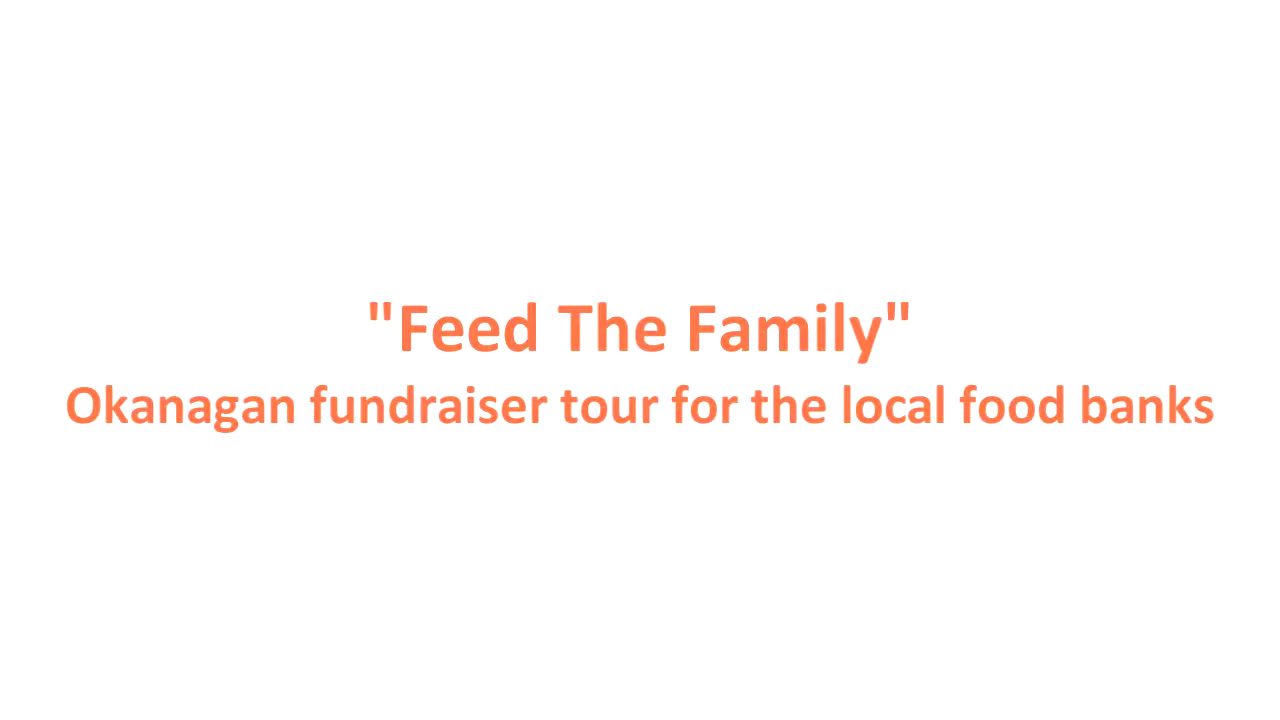 "Feed The Family"
Okanagan fundraiser tour for the local food banks